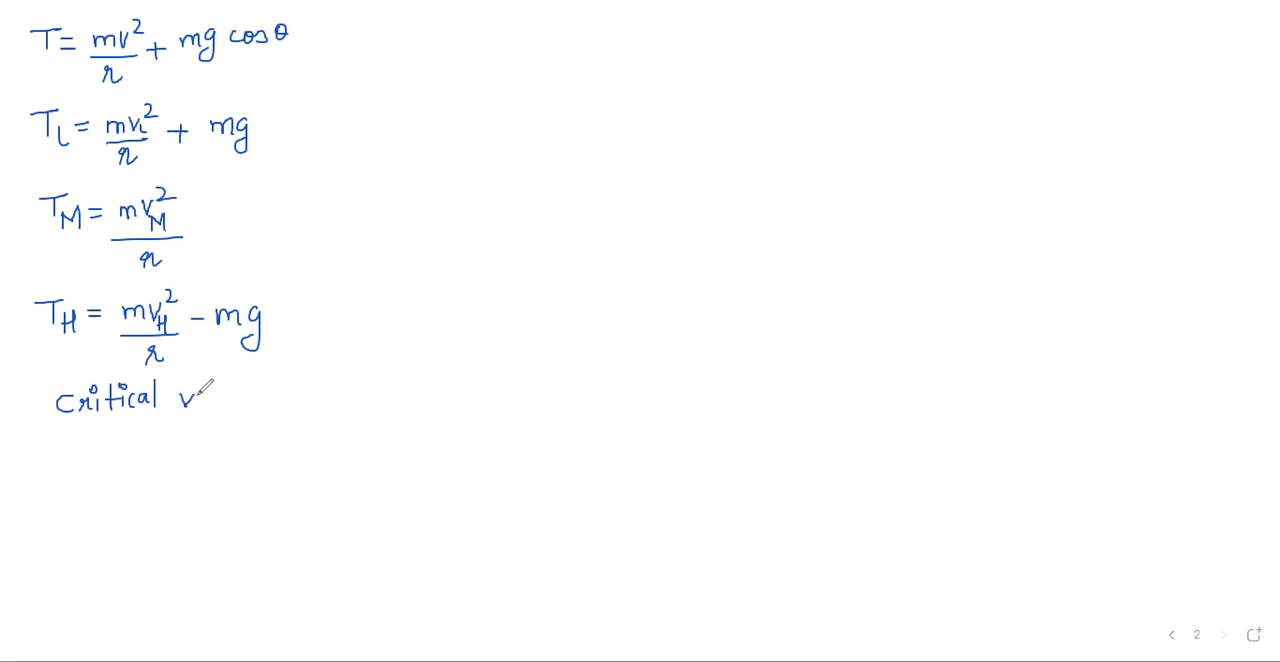 T = mv²/r + mg cosθ
T_L = mv_L²/r + mg
T_M = mv_M²/r
T_H = mv_H²/r - mg
Critical v
2